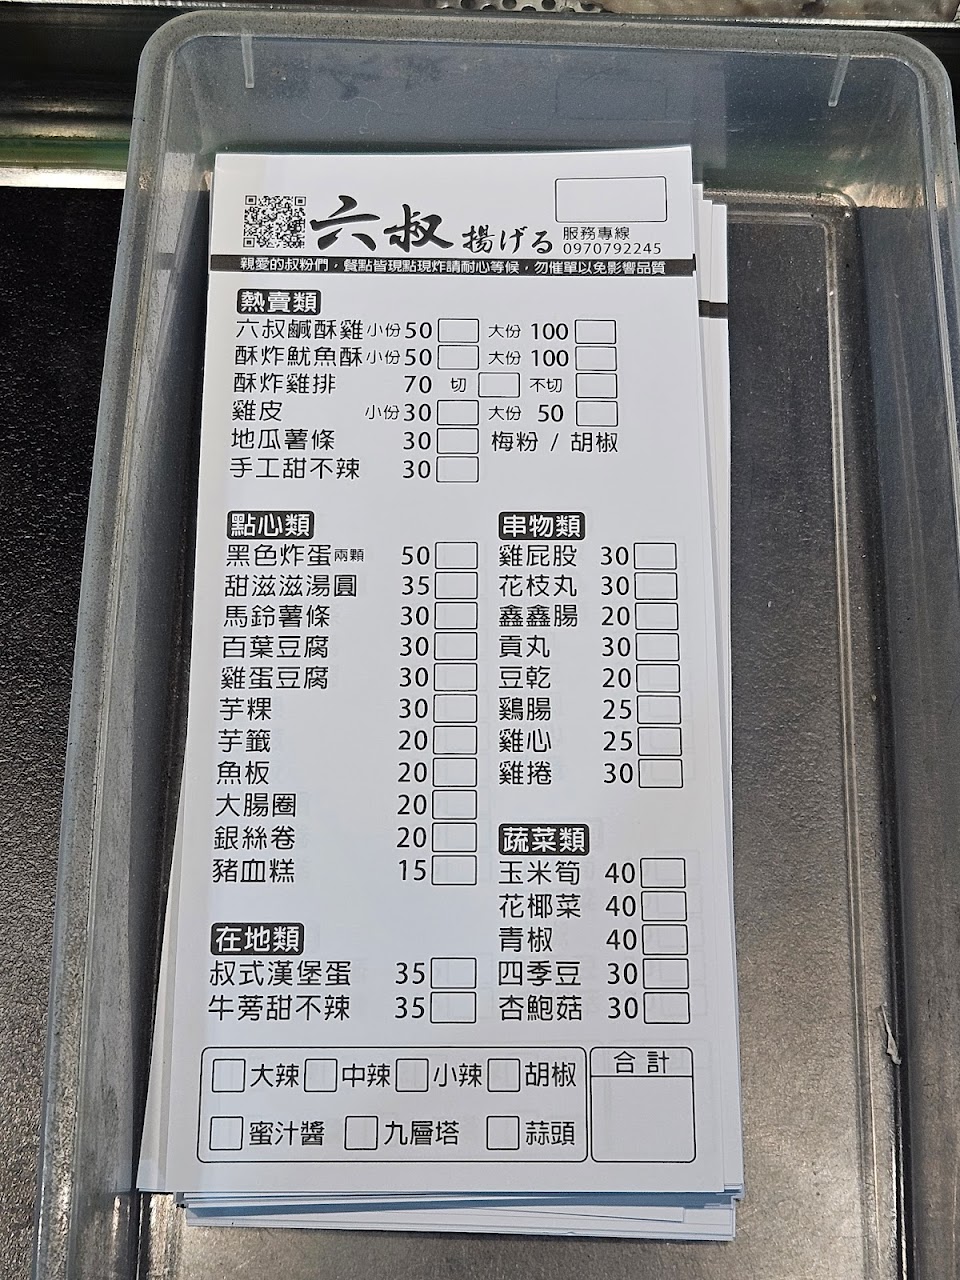 六叔 揚げる 服務專線
0970792245
親愛的叔粉們，餐點皆現點現炸請耐心等候，勿催單以免影響品質
熱賣類
六叔鹹酥雞 小份 50 大份 100
酥炸魷魚酥 小份 50 大份 100
酥炸雞排 70 切 不切
雞皮 小份 30 大份 50
地瓜薯條 30 梅粉 / 胡椒
手工甜不辣 30
點心類
黑色炸蛋 兩顆 50
甜滋滋湯圓 35
馬鈴薯條 30
百葉豆腐 30
雞蛋豆腐 30
芋粿 30
芋籤 20
魚板 20
大腸圈 20
銀絲卷 20
豬血糕 15
在地類
叔式漢堡蛋 35
牛蒡甜不辣 35
串物類
雞屁股 30
花枝丸 30
鑫鑫腸 20
貢丸 30
豆乾 20
鷄腸 25
雞心 25
雞捲 30
蔬菜類
玉米筍 40
花椰菜 40
青椒 40
四季豆 30
杏鮑菇 30
大辣 中辣 小辣 胡椒
蜜汁醬 九層塔 蒜頭
合計